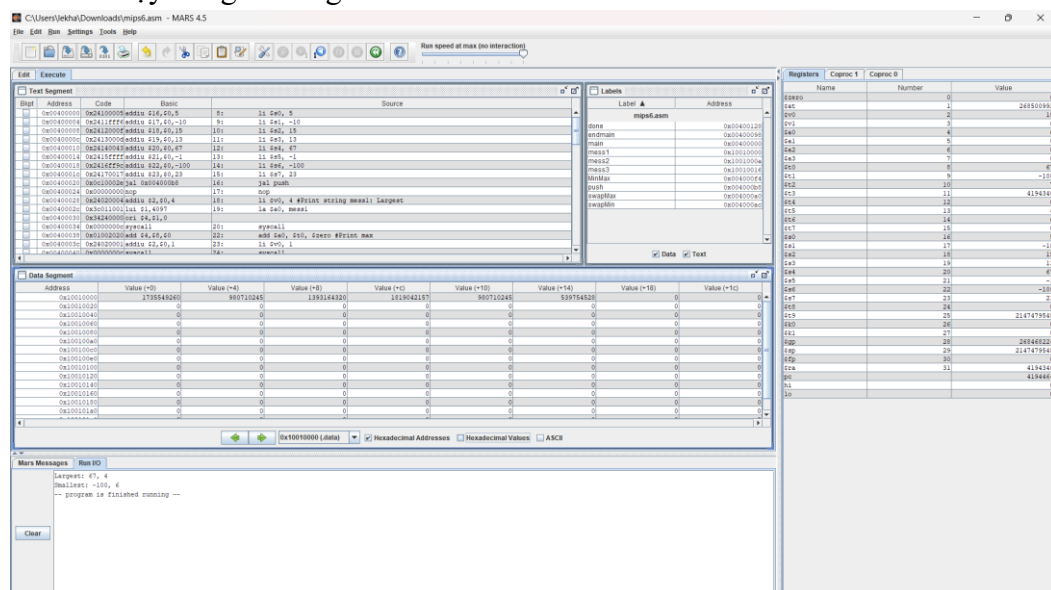 ạy
C:\Users\lekha\Downloads\mips6.asm - MARS 4.5
File Edit Run Settings Tools Help
Run speed at max (no interaction)
Edit Execute
Text Segment
Bkpt Address Code Basic Source
0x00400000 0x24100005 addiu $16,$0,5 8: li $s0, 5
0x00400004 0x2411fff6 addiu $17,$0,-10 9: li $s1, -10
0x00400008 0x2412000f addiu $18,$0,15 10: li $s2, 15
0x0040000c 0x2413000d addiu $19,$0,13 11: li $s3, 13
0x00400010 0x24140043 addiu $20,$0,67 12: li $s4, 67
0x00400014 0x2415ffff addiu $21,$0,-1 13: li $s5, -1
0x00400018 0x2416ff9c addiu $22,$0,-100 14: li $s6, -100
0x0040001c 0x24170017 addiu $23,$0,23 15: li $s7, 23
0x00400020 0x0c10002e jal 0x004000b8 16: jal push
0x00400024 0x00000000 nop 17: nop
0x00400028 0x24020004 addiu $2,$0,4 18: li $v0, 4 #Print string mess1: Largest
0x0040002c 0x3c011001 lui $1,4097 19: la $a0, mess1
0x00400030 0x34240000 ori $4,$1,0
0x00400034 0x0000000c syscall 20: syscall
0x00400038 0x01002020 add $4,$8,$0 22: add $a0, $t0, $zero #Print max
0x0040003c 0x24020001 addiu $2,$0,1 23: li $v0, 1
0x00400040 0x0000000c syscall 24: syscall
Labels
Label ▲ Address
mips6.asm
done 0x00400128
endmain 0x00400098
main 0x00400000
mess1 0x10010000
mess2 0x1001000a
mess3 0x10010016
MinMax 0x004000f4
push 0x004000b8
swapMax 0x004000a0
swapMin 0x004000ac
Data Text
Data Segment
Address Value (+0) Value (+4) Value (+8) Value (+c) Value (+10) Value (+14) Value (+18) Value (+1c)
0x10010000 1735549260 980710245 1393164320 1819042157 980710245 539754528 0 0
0x10010020 0 0 0 0 0 0 0 0
0x10010040 0 0 0 0 0 0 0 0
0x10010060 0 0 0 0 0 0 0 0
0x10010080 0 0 0 0 0 0 0 0
0x100100a0 0 0 0 0 0 0 0 0
0x100100c0 0 0 0 0 0 0 0 0
0x100100e0 0 0 0 0 0 0 0 0
0x10010100 0 0 0 0 0 0 0 0
0x10010120 0 0 0 0 0 0 0 0
0x10010140 0 0 0 0 0 0 0 0
0x10010160 0 0 0 0 0 0 0 0
0x10010180 0 0 0 0 0 0 0 0
0x100101a0 0 0 0 0 0 0 0 0
0x10010000 (.data) Hexadecimal Addresses Hexadecimal Values ASCII
Mars Messages Run I/O
Largest: 67, 4
Smallest: -100, 6
-- program is finished running --
Clear
Registers Coproc 1 Coproc 0
Name Number Value
$zero 0
$at 1 26850099
$v0 2 1
$v1 3
$a0 4
$a1 5
$a2 6
$a3 7
$t0 8 6
$t1 9 -10
$t2 10
$t3 11 419434
$t4 12
$t5 13
$t6 14
$t7 15
$s0 16
$s1 17 -1
$s2 18 1
$s3 19 1
$s4 20 6
$s5 21 -
$s6 22 -10
$s7 23 2
$t8 24
$t9 25 214747954
$k0 26
$k1 27
$gp 28 26846822
$sp 29 214747954
$fp 30
$ra 31 419434
pc 419446
hi
lo